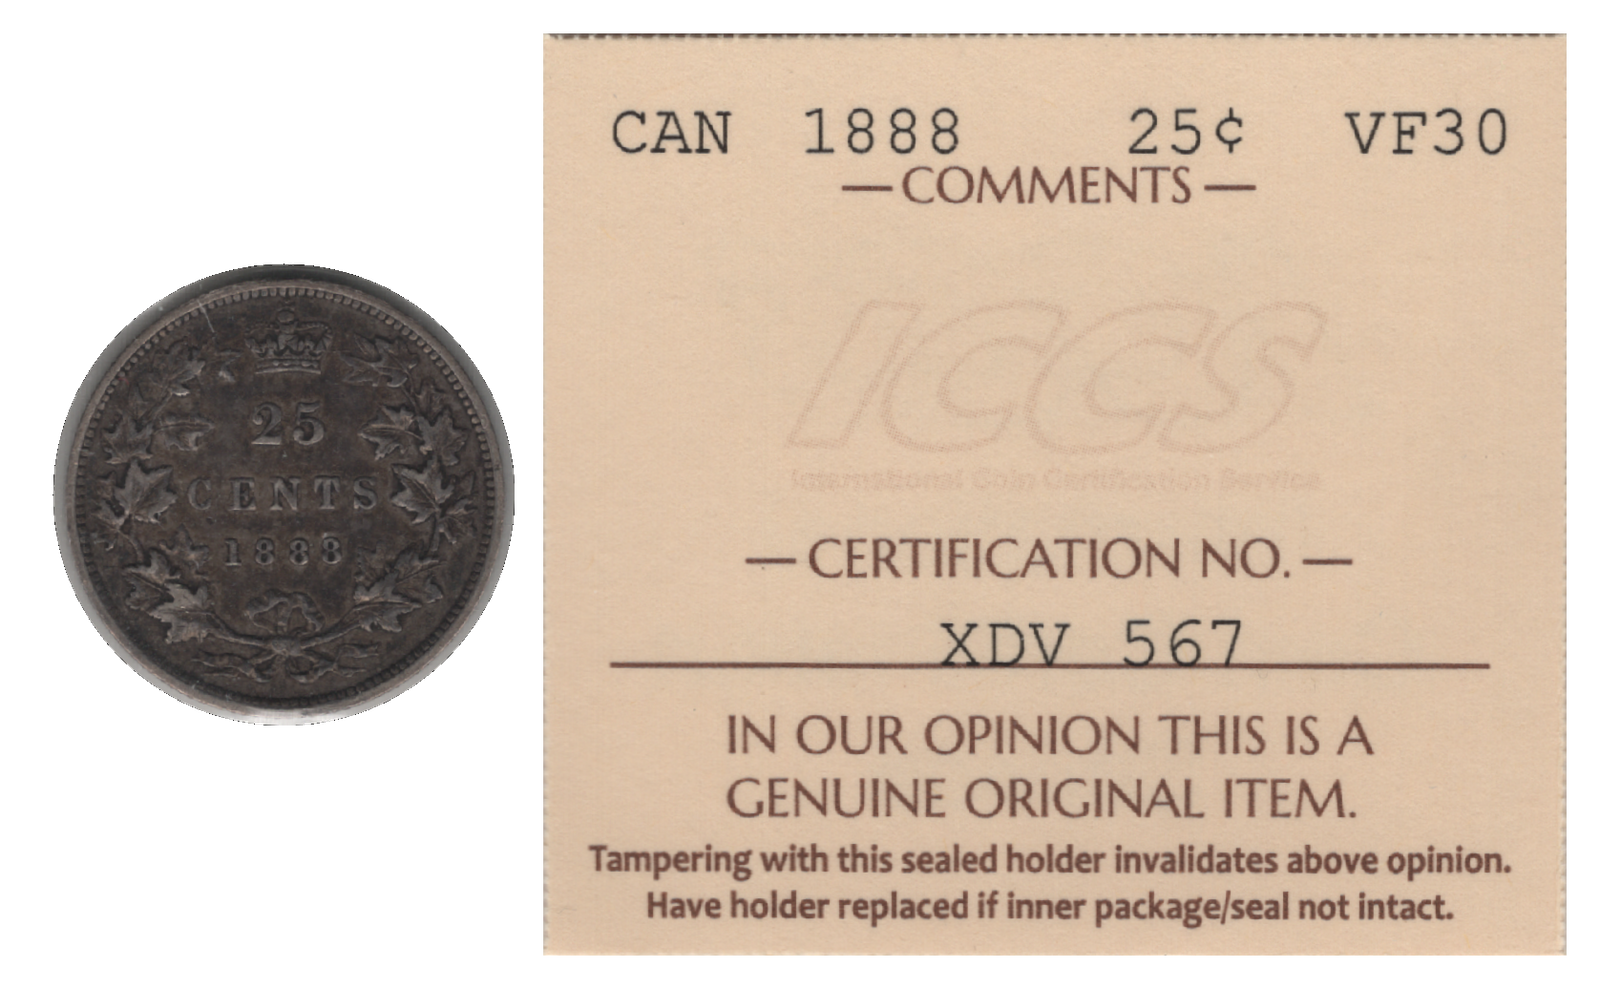 25
CENTS
1888
CAN 1888 25¢ VF30
— COMMENTS —
ICCS
International Coin Certification Service
— CERTIFICATION NO. —
XDV 567
IN OUR OPINION THIS IS A
GENUINE ORIGINAL ITEM.
Tampering with this sealed holder invalidates above opinion.
Have holder replaced if inner package/seal not intact.